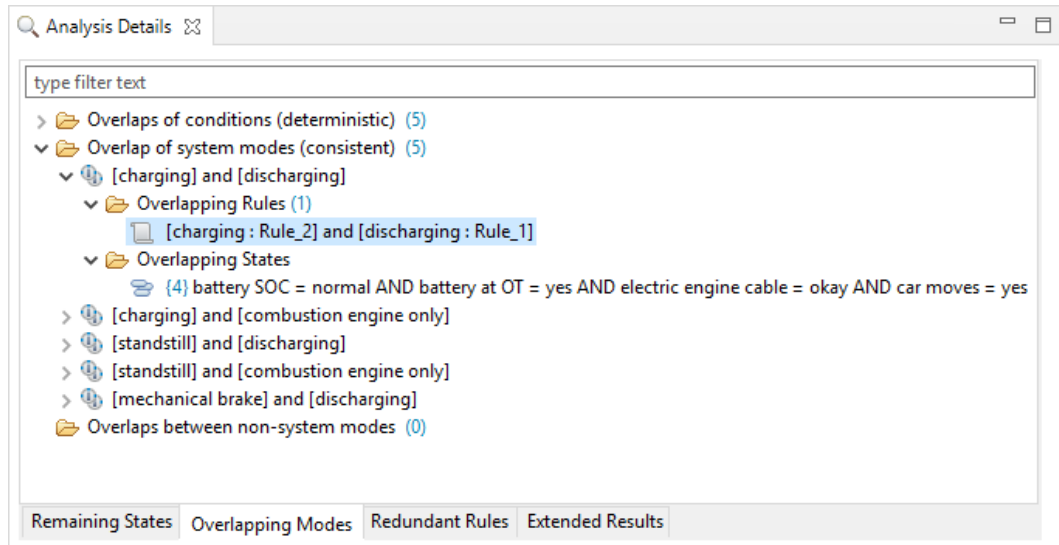 Analysis Details
type filter text
Overlaps of conditions (deterministic) (5)
Overlap of system modes (consistent) (5)
[charging] and [discharging]
Overlapping Rules (1)
[charging : Rule_2] and [discharging : Rule_1]
Overlapping States
{4} battery SOC = normal AND battery at OT = yes AND electric engine cable = okay AND car moves = yes
[charging] and [combustion engine only]
[standstill] and [discharging]
[standstill] and [combustion engine only]
[mechanical brake] and [discharging]
Overlaps between non-system modes (0)
Remaining States Overlapping Modes Redundant Rules Extended Results